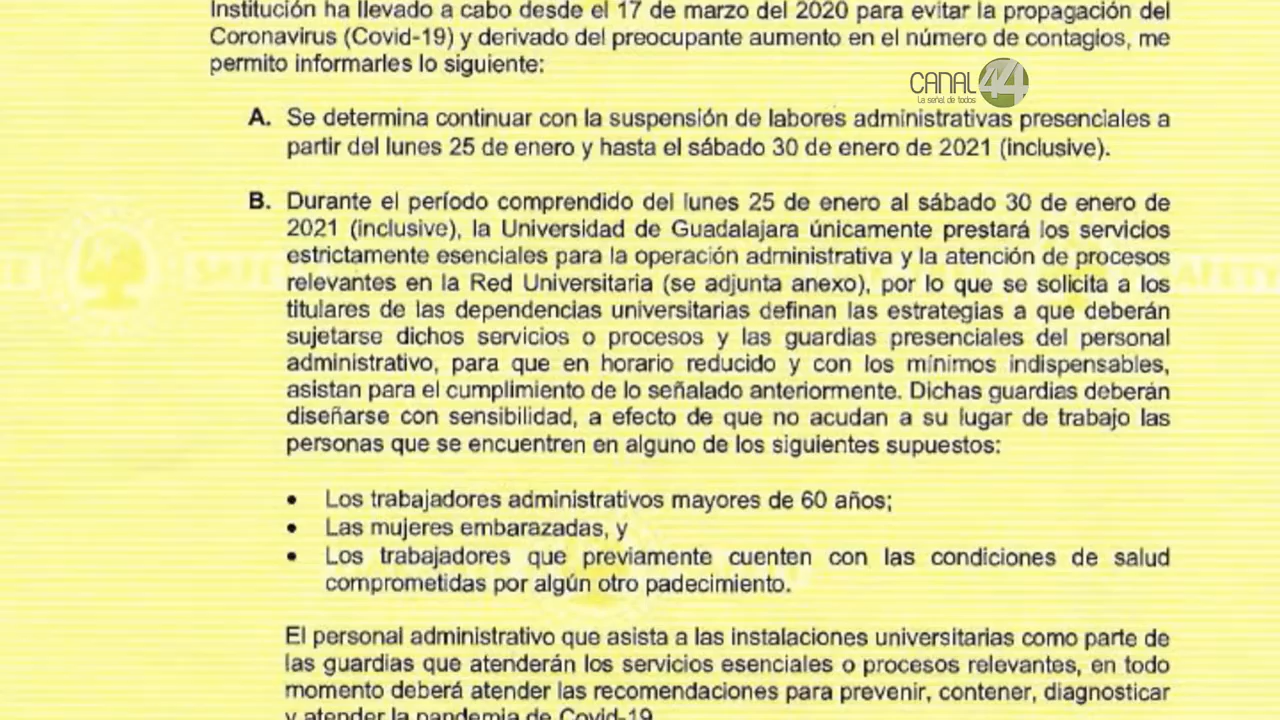 Institución ha llevado a cabo desde el 17 de marzo del 2020 para evitar la propagación del
Coronavirus (Covid-19) y derivado del preocupante aumento en el número de contagios, me
permito informarles lo siguiente:
CANAL 44
La señal de todos
A. Se determina continuar con la suspensión de labores administrativas presenciales a
partir del lunes 25 de enero y hasta el sábado 30 de enero de 2021 (inclusive).
B. Durante el período comprendido del lunes 25 de enero al sábado 30 de enero de
2021 (inclusive), la Universidad de Guadalajara únicamente prestará los servicios
estrictamente esenciales para la operación administrativa y la atención de procesos
relevantes en la Red Universitaria (se adjunta anexo), por lo que se solicita a los
titulares de las dependencias universitarias definan las estrategias a que deberán
sujetarse dichos servicios o procesos y las guardias presenciales del personal
administrativo, para que en horario reducido y con los mínimos indispensables,
asistan para el cumplimiento de lo señalado anteriormente. Dichas guardias deberán
diseñarse con sensibilidad, a efecto de que no acudan a su lugar de trabajo las
personas que se encuentren en alguno de los siguientes supuestos:
• Los trabajadores administrativos mayores de 60 años;
• Las mujeres embarazadas, y
• Los trabajadores que previamente cuenten con las condiciones de salud
comprometidas por algún otro padecimiento.
El personal administrativo que asista a las instalaciones universitarias como parte de
las guardias que atenderán los servicios esenciales o procesos relevantes, en todo
momento deberá atender las recomendaciones para prevenir, contener, diagnosticar
y atender la pandemia de Covid-19